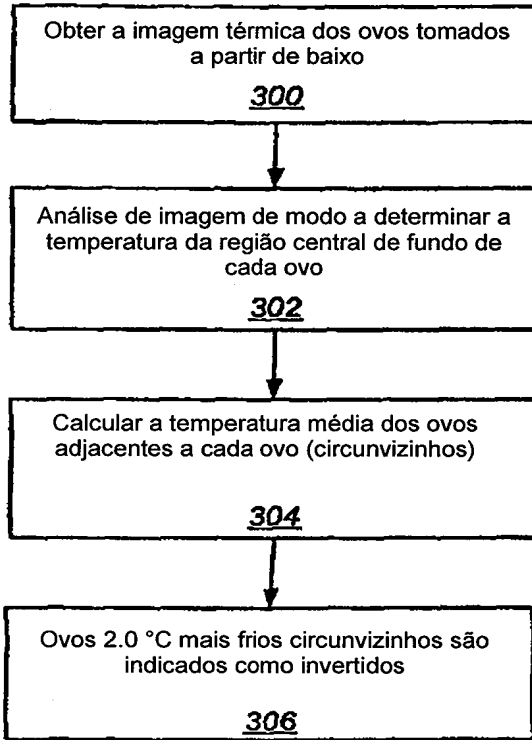 Obter a imagem térmica dos ovos tomados
a partir de baixo
300
Análise de imagem de modo a determinar a
temperatura da região central de fundo de
cada ovo
302
Calcular a temperatura média dos ovos
adjacentes a cada ovo (circunvizinhos)
304
Ovos 2.0 °C mais frios circunvizinhos são
indicados como invertidos
306